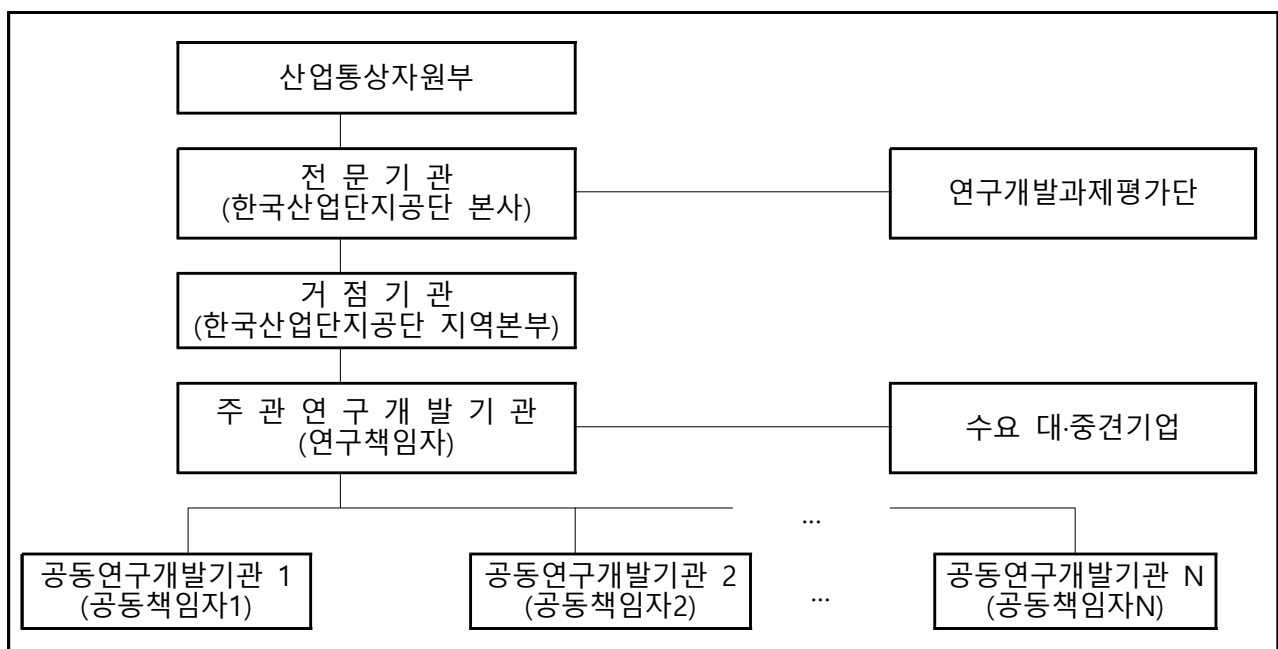 산업통상자원부
전 문 기 관
(한국산업단지공단 본사)
연구개발과제평가단
거 점 기 관
(한국산업단지공단 지역본부)
주 관 연 구 개 발 기 관
(연구책임자)
수요 대·중견기업
...
공동연구개발기관 1
(공동책임자1)
공동연구개발기관 2
(공동책임자2)
...
공동연구개발기관 N
(공동책임자N)